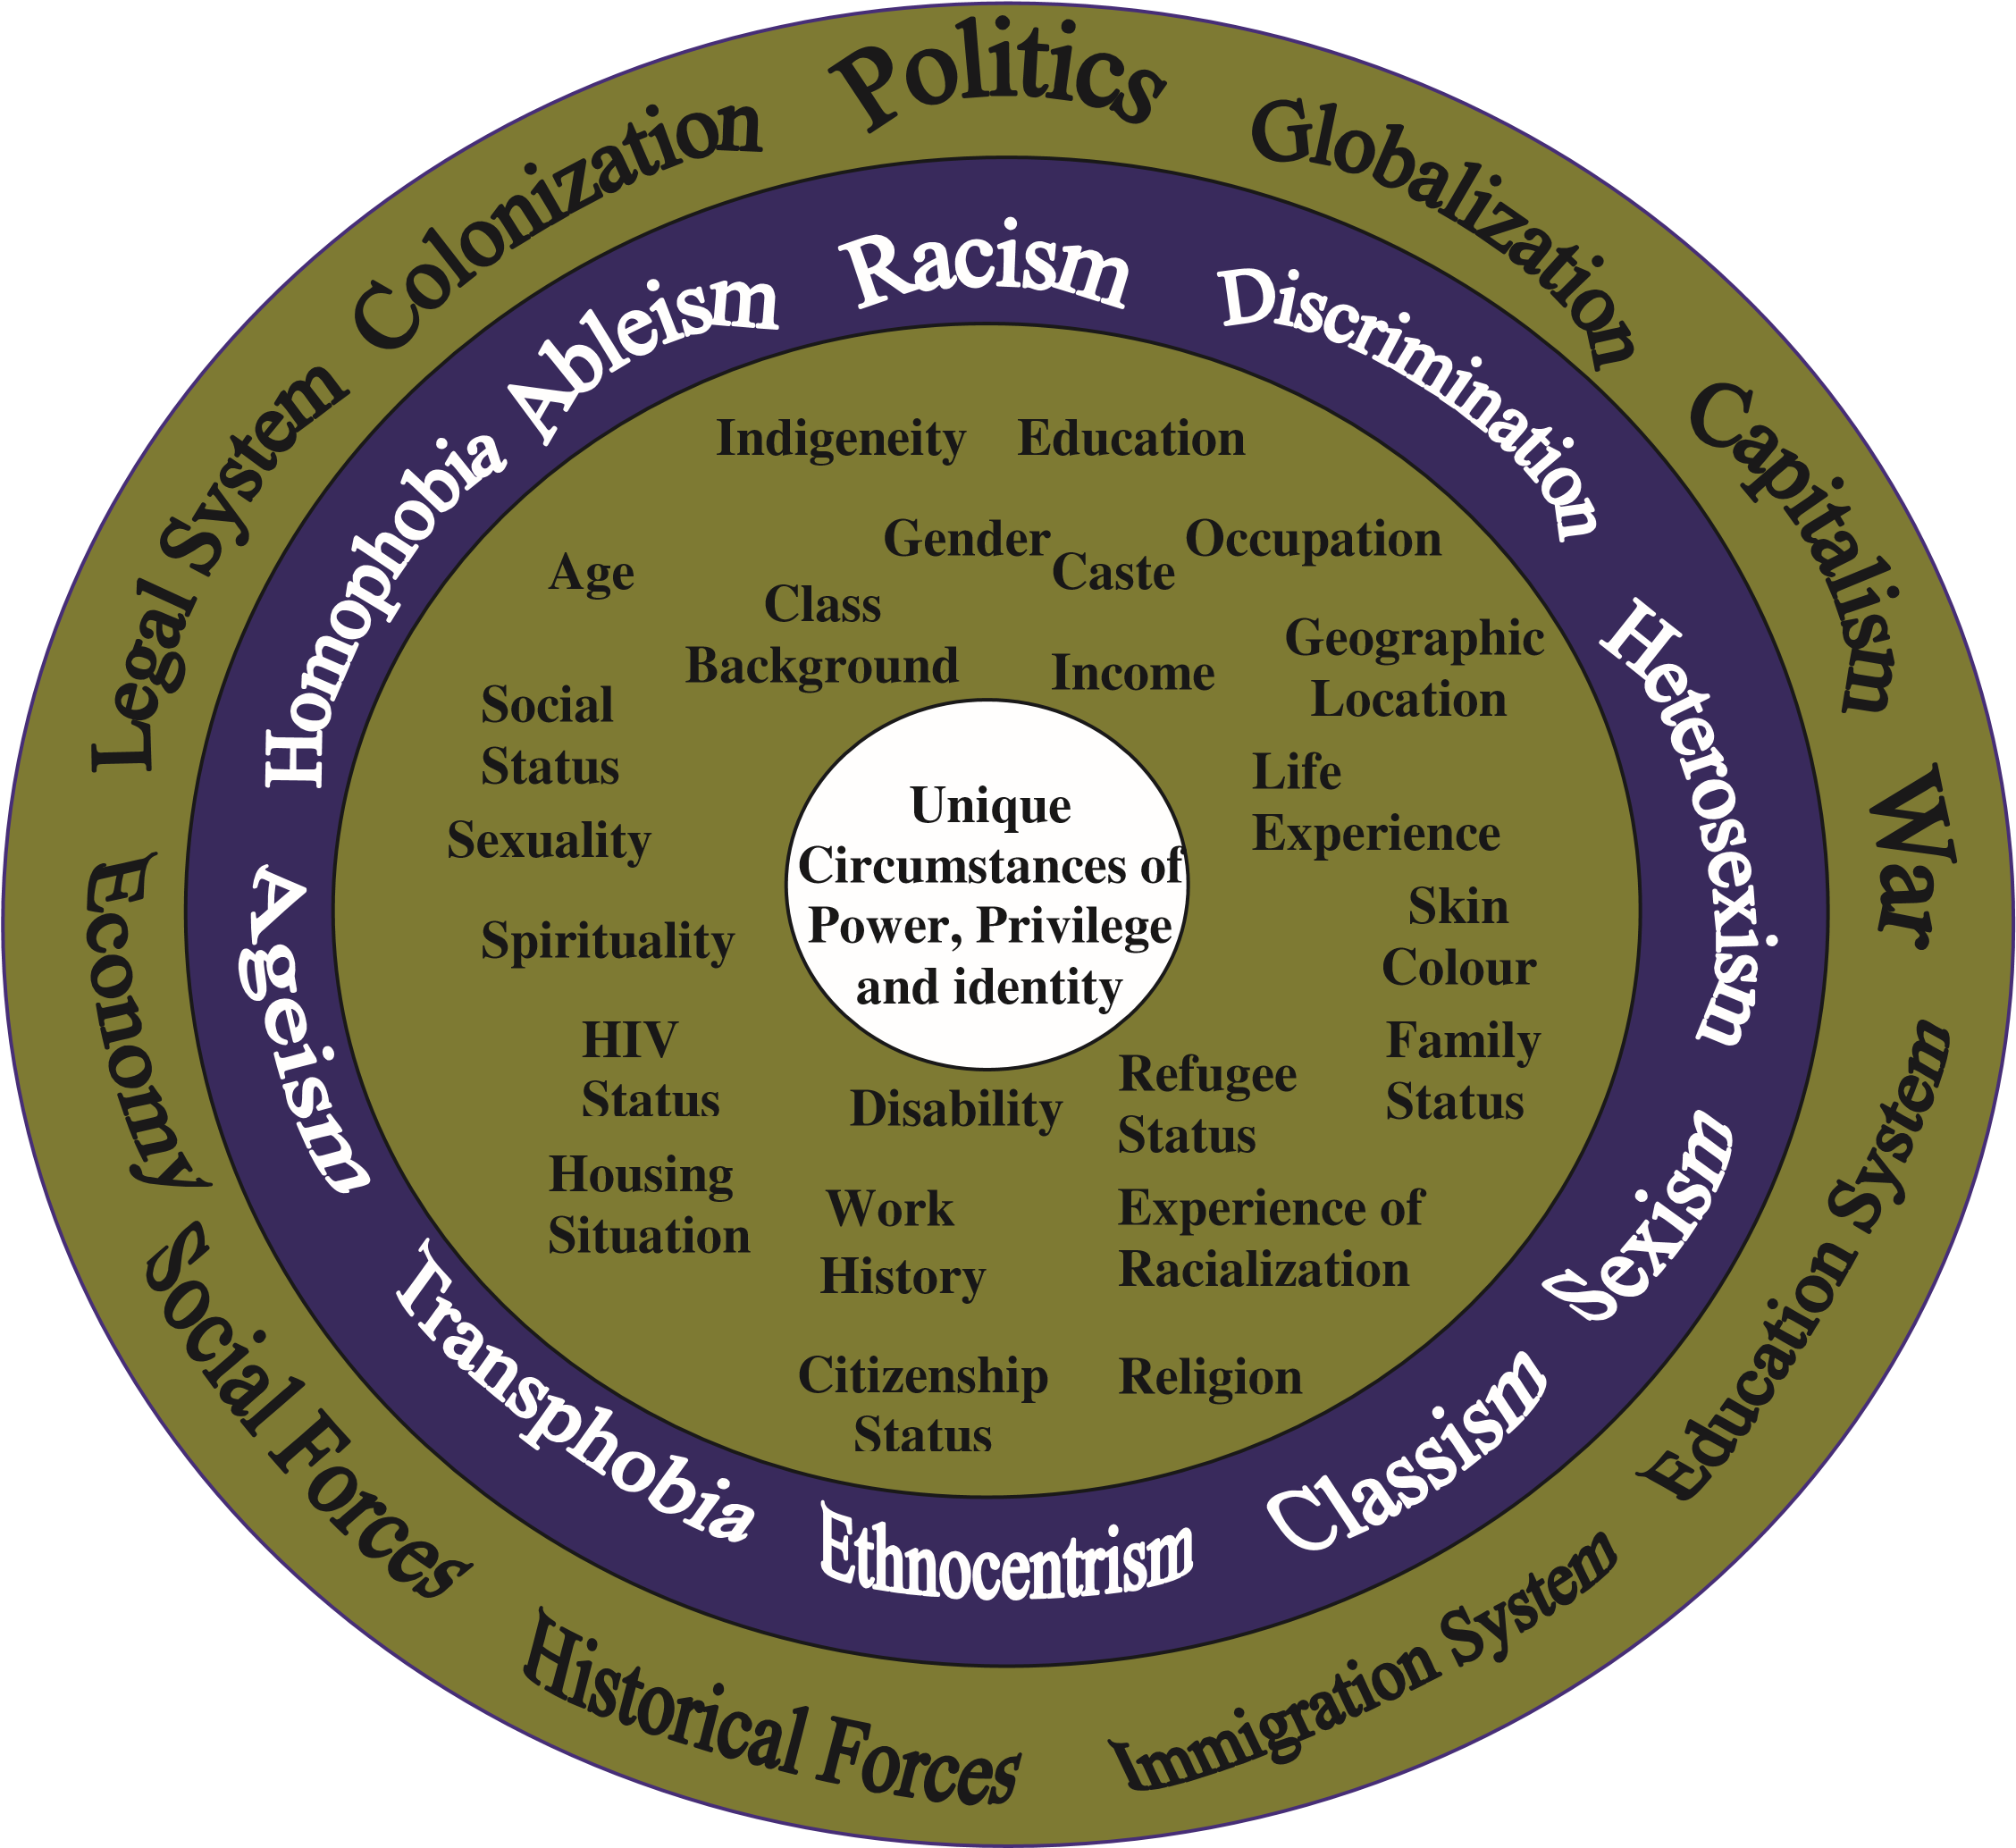 Politics
Globalization
Capitalism
War
Education System
Immigration System
Historical Forces
Social Forces
Economy
Legal System
Colonization
Racism
Discrimination
Heterosexism
Sexism
Classism
Ethnocentrism
Transphobia
Ageism
Homophobia
Ableism
Indigeneity
Education
Gender
Occupation
Age
Caste
Class
Background
Income
Geographic
Location
Social
Status
Life
Experience
Sexuality
Spirituality
Skin
Colour
HIV
Status
Disability
Refugee
Status
Family
Status
Housing
Situation
Work
History
Experience of
Racialization
Citizenship
Status
Religion
Unique
Circumstances of
Power, Privilege
and identity